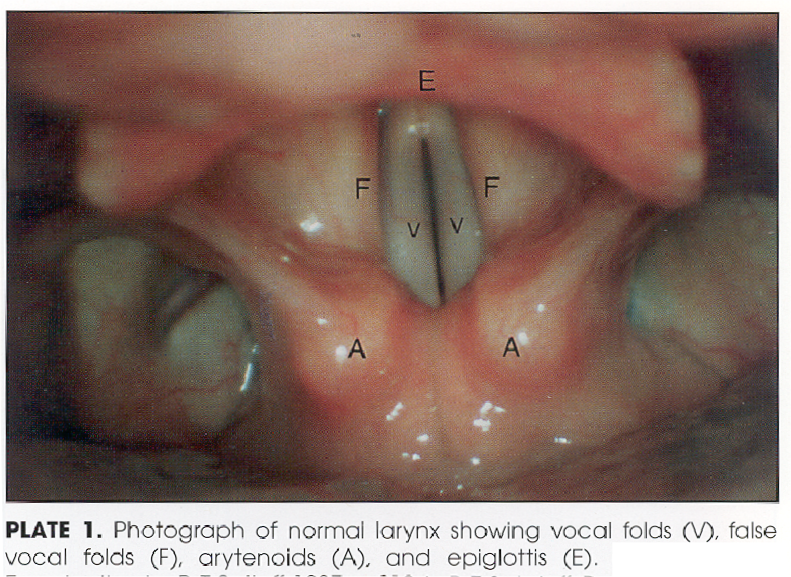 E
F F
V V
A A
PLATE 1. Photograph of normal larynx showing vocal folds (V), false
vocal folds (F), arytenoids (A), and epiglottis (E).